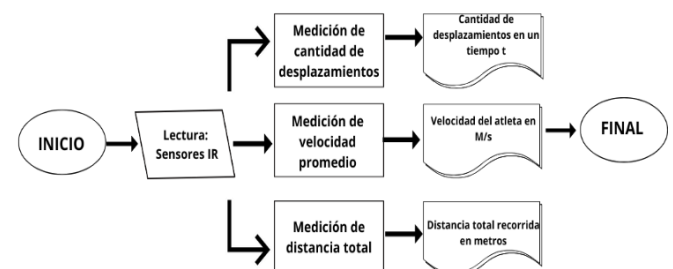 INICIO
Lectura:
Sensores IR
Medición de
cantidad de
desplazamientos
Cantidad de
desplazamientos en un
tiempo t
Medición de
velocidad
promedio
Velocidad del atleta en
M/s
FINAL
Medición de
distancia total
Distancia total recorrida
en metros